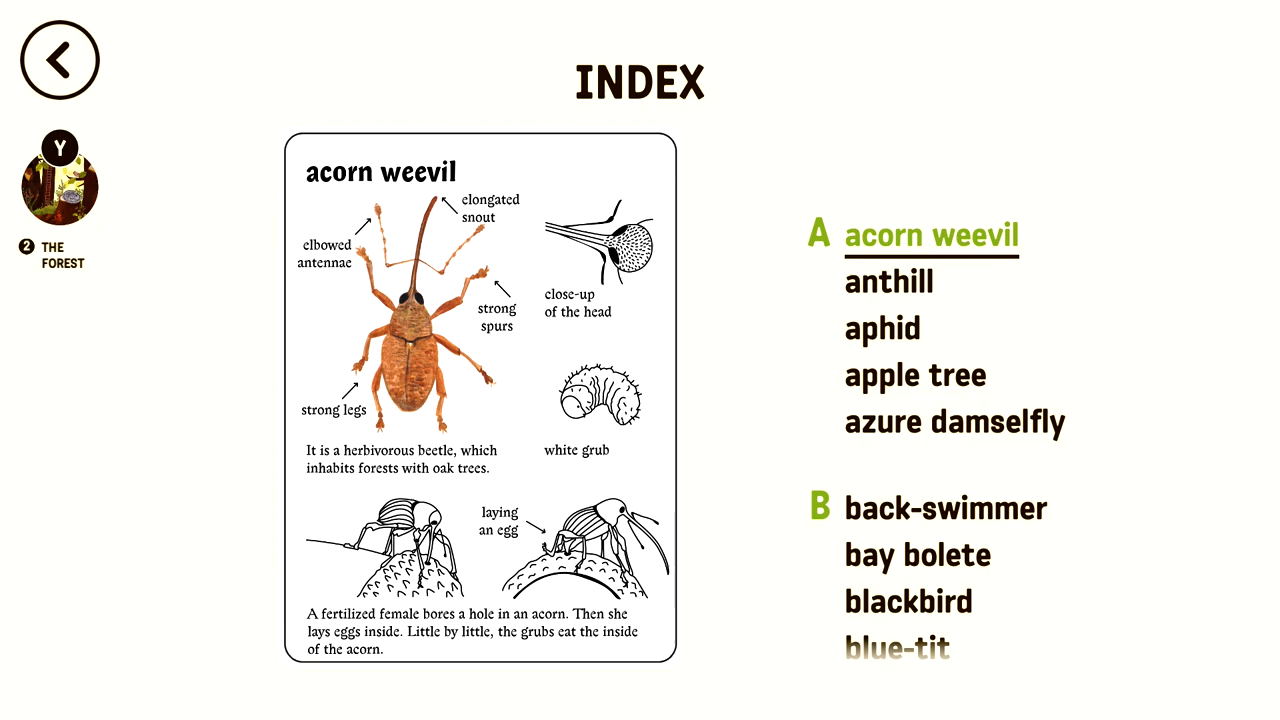 INDEX
Y
2 THE
FOREST
acorn weevil
elongated
snout
elbowed
antennae
strong
spurs
close-up
of the head
strong legs
It is a herbivorous beetle, which
inhabits forests with oak trees.
white grub
laying
an egg
A fertilized female bores a hole in an acorn. Then she
lays eggs inside. Little by little, the grubs eat the inside
of the acorn.
A acorn weevil
anthill
aphid
apple tree
azure damselfly
B back-swimmer
bay bolete
blackbird
blue-tit